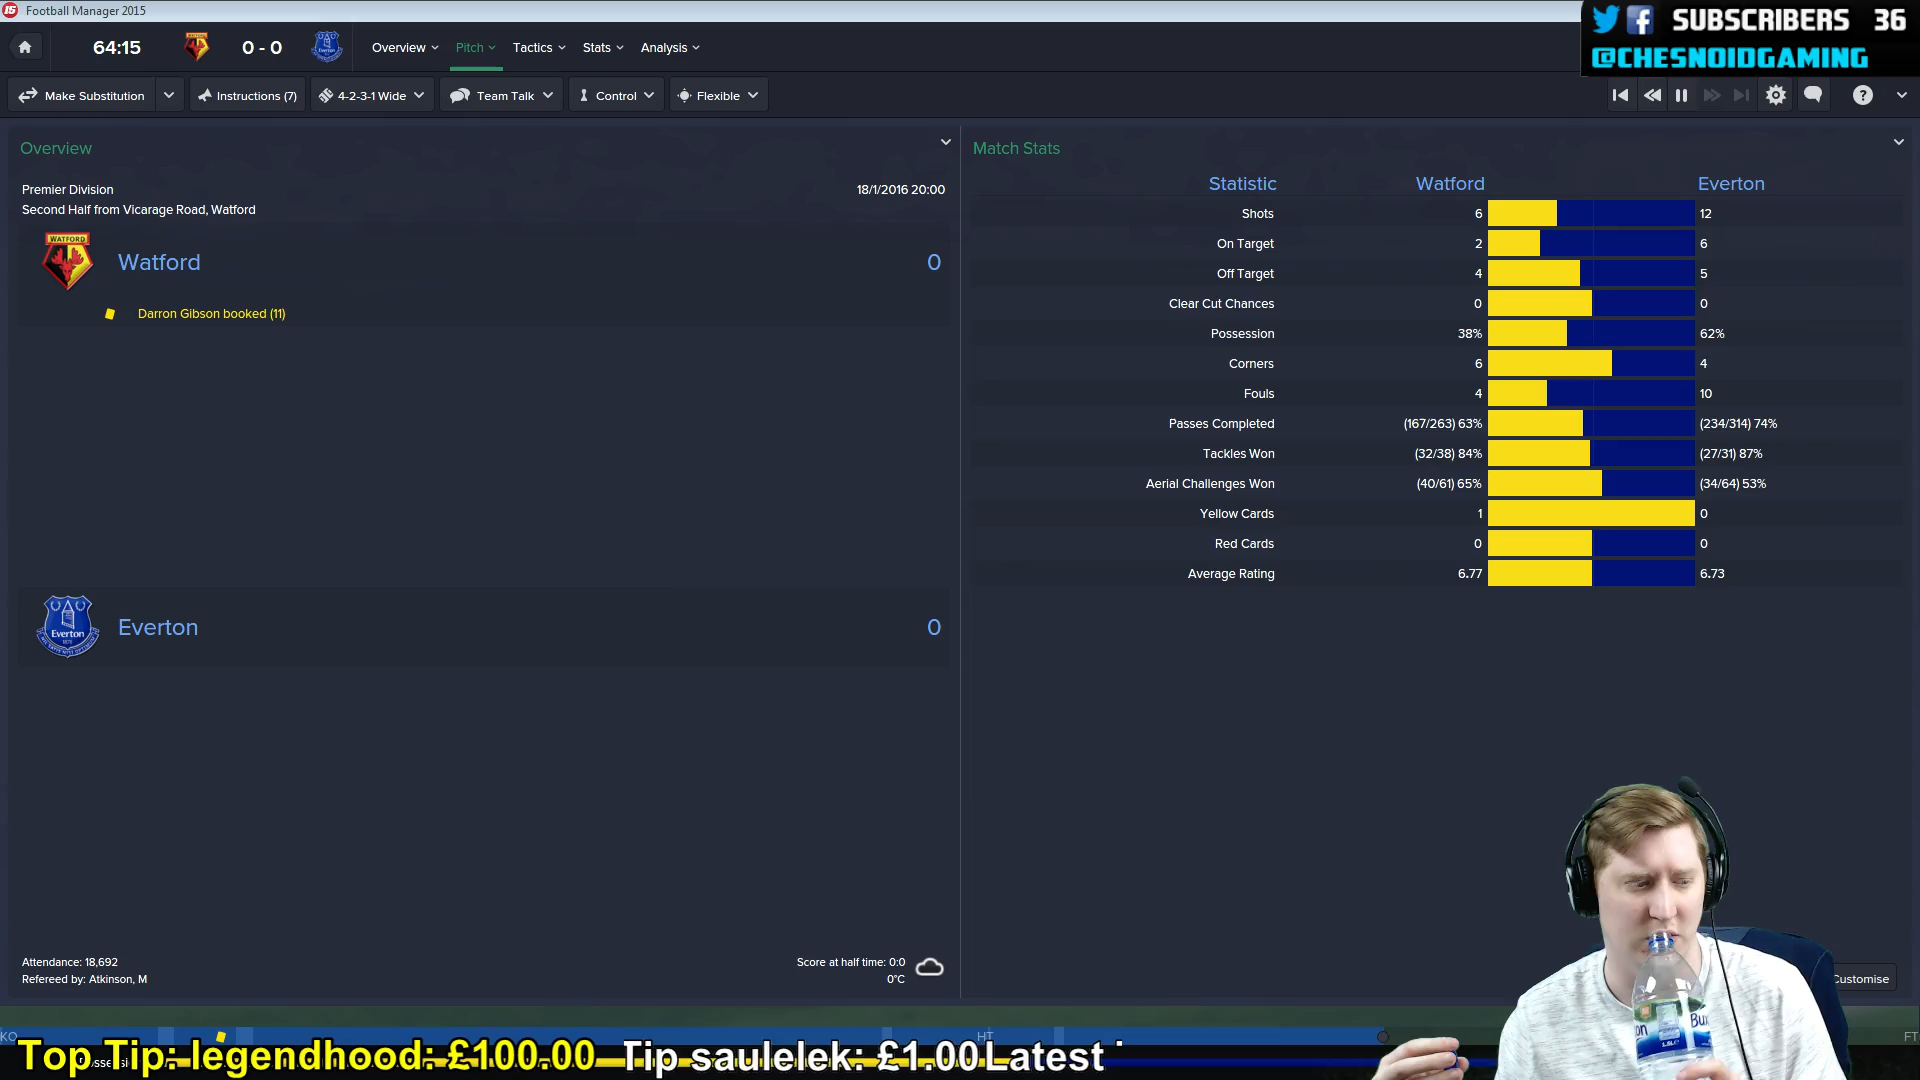 Football Manager 2015
SUBSCRIBERS 36
@CHESNOIDGAMING
64:15 0 - 0 Overview Pitch Tactics Stats Analysis
Make Substitution Instructions (7) 4-2-3-1 Wide Team Talk Control Flexible
Overview
Premier Division 18/1/2016 20:00
Second Half from Vicarage Road, Watford
WATFORD
Watford 0
Darron Gibson booked (11)
Everton
Everton 0
Attendance: 18,692 Score at half time: 0:0
Refereed by: Atkinson, M 0°C
Match Stats
Statistic Watford Everton
Shots 6 12
On Target 2 6
Off Target 4 5
Clear Cut Chances 0 0
Possession 38% 62%
Corners 6 4
Fouls 4 10
Passes Completed (167/263) 63% (234/314) 74%
Tackles Won (32/38) 84% (27/31) 87%
Aerial Challenges Won (40/61) 65% (34/64) 53%
Yellow Cards 1 0
Red Cards 0 0
Average Rating 6.77 6.73
Customise
KO HT FT
Top Tip: legendhood: £100.00 Tip saulelek: £1.00 Latest